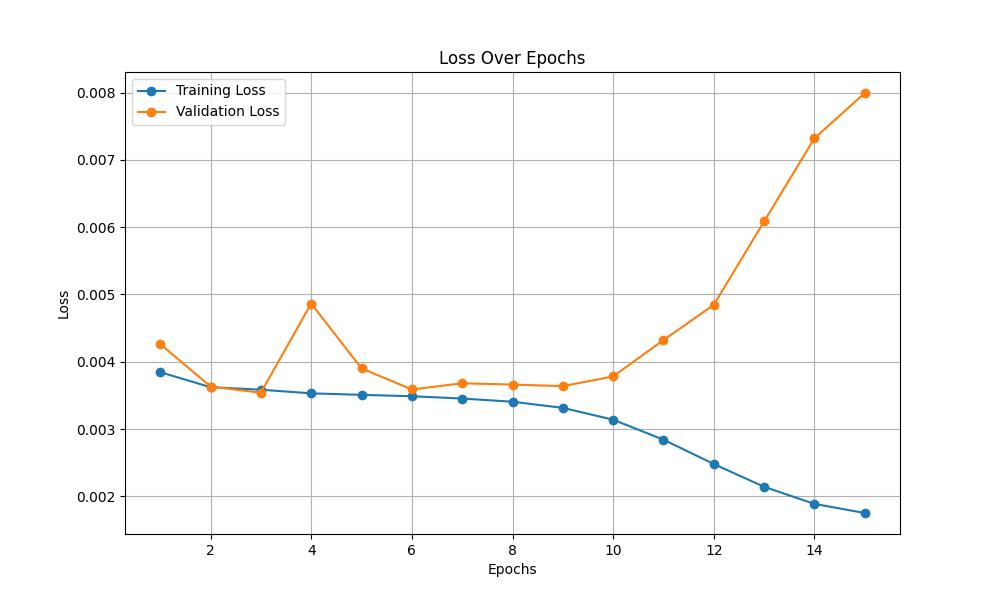 Loss Over Epochs
Training Loss
Validation Loss
0.008
0.007
0.006
0.005
0.004
0.003
0.002
Loss
2 4 6 8 10 12 14
Epochs